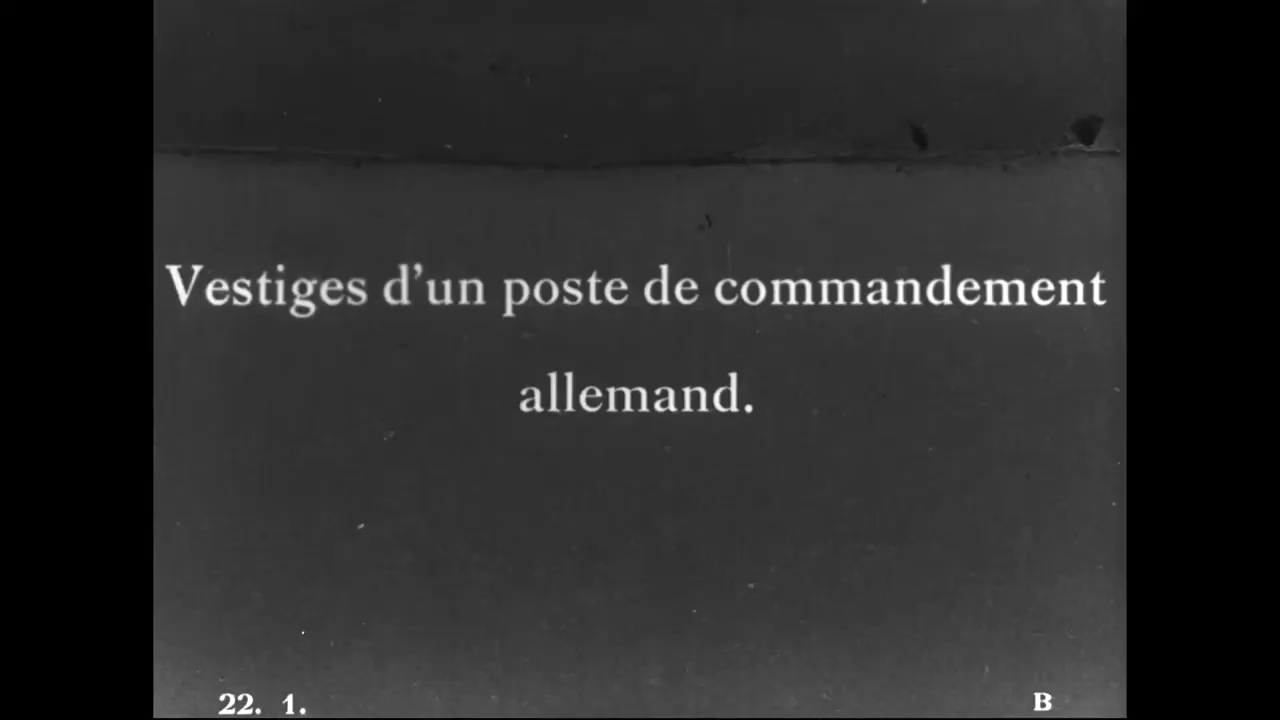 Vestiges d'un poste de commandement
allemand.
22. 1. B